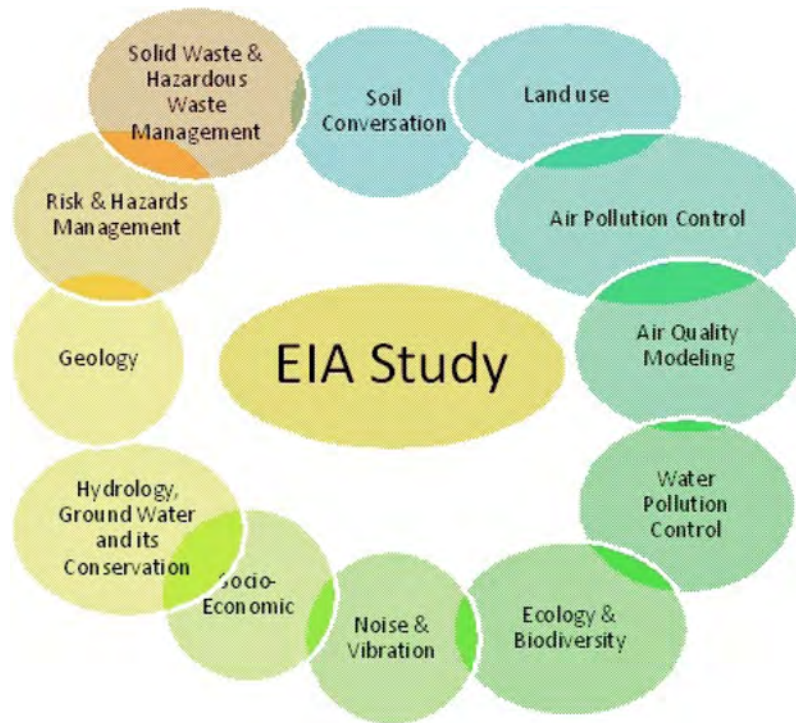 Solid Waste &
Hazardous
Waste
Management
Soil
Conversation
Land use
Air Pollution Control
Air Quality
Modeling
Water
Pollution
Control
Ecology &
Biodiversity
Noise &
Vibration
Socio-
Economic
Hydrology,
Ground Water
and its
Conservation
Geology
Risk & Hazards
Management
EIA Study